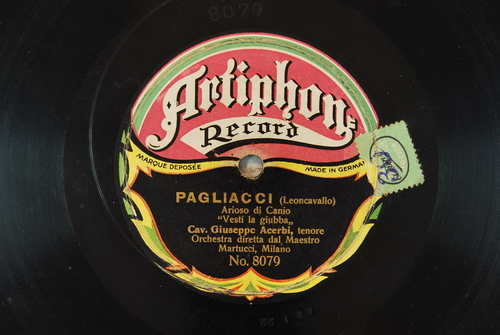 8079
Artiphon
Record
MARQUE DEPOSÉE
MADE IN GERMANY
PAGLIACCI (Leoncavallo)
Arioso di Canio
"Vesti la giubba„
Cav. Giuseppe Acerbi, tenore
Orchestra diretta dal Maestro
Martucci, Milano
No. 8079